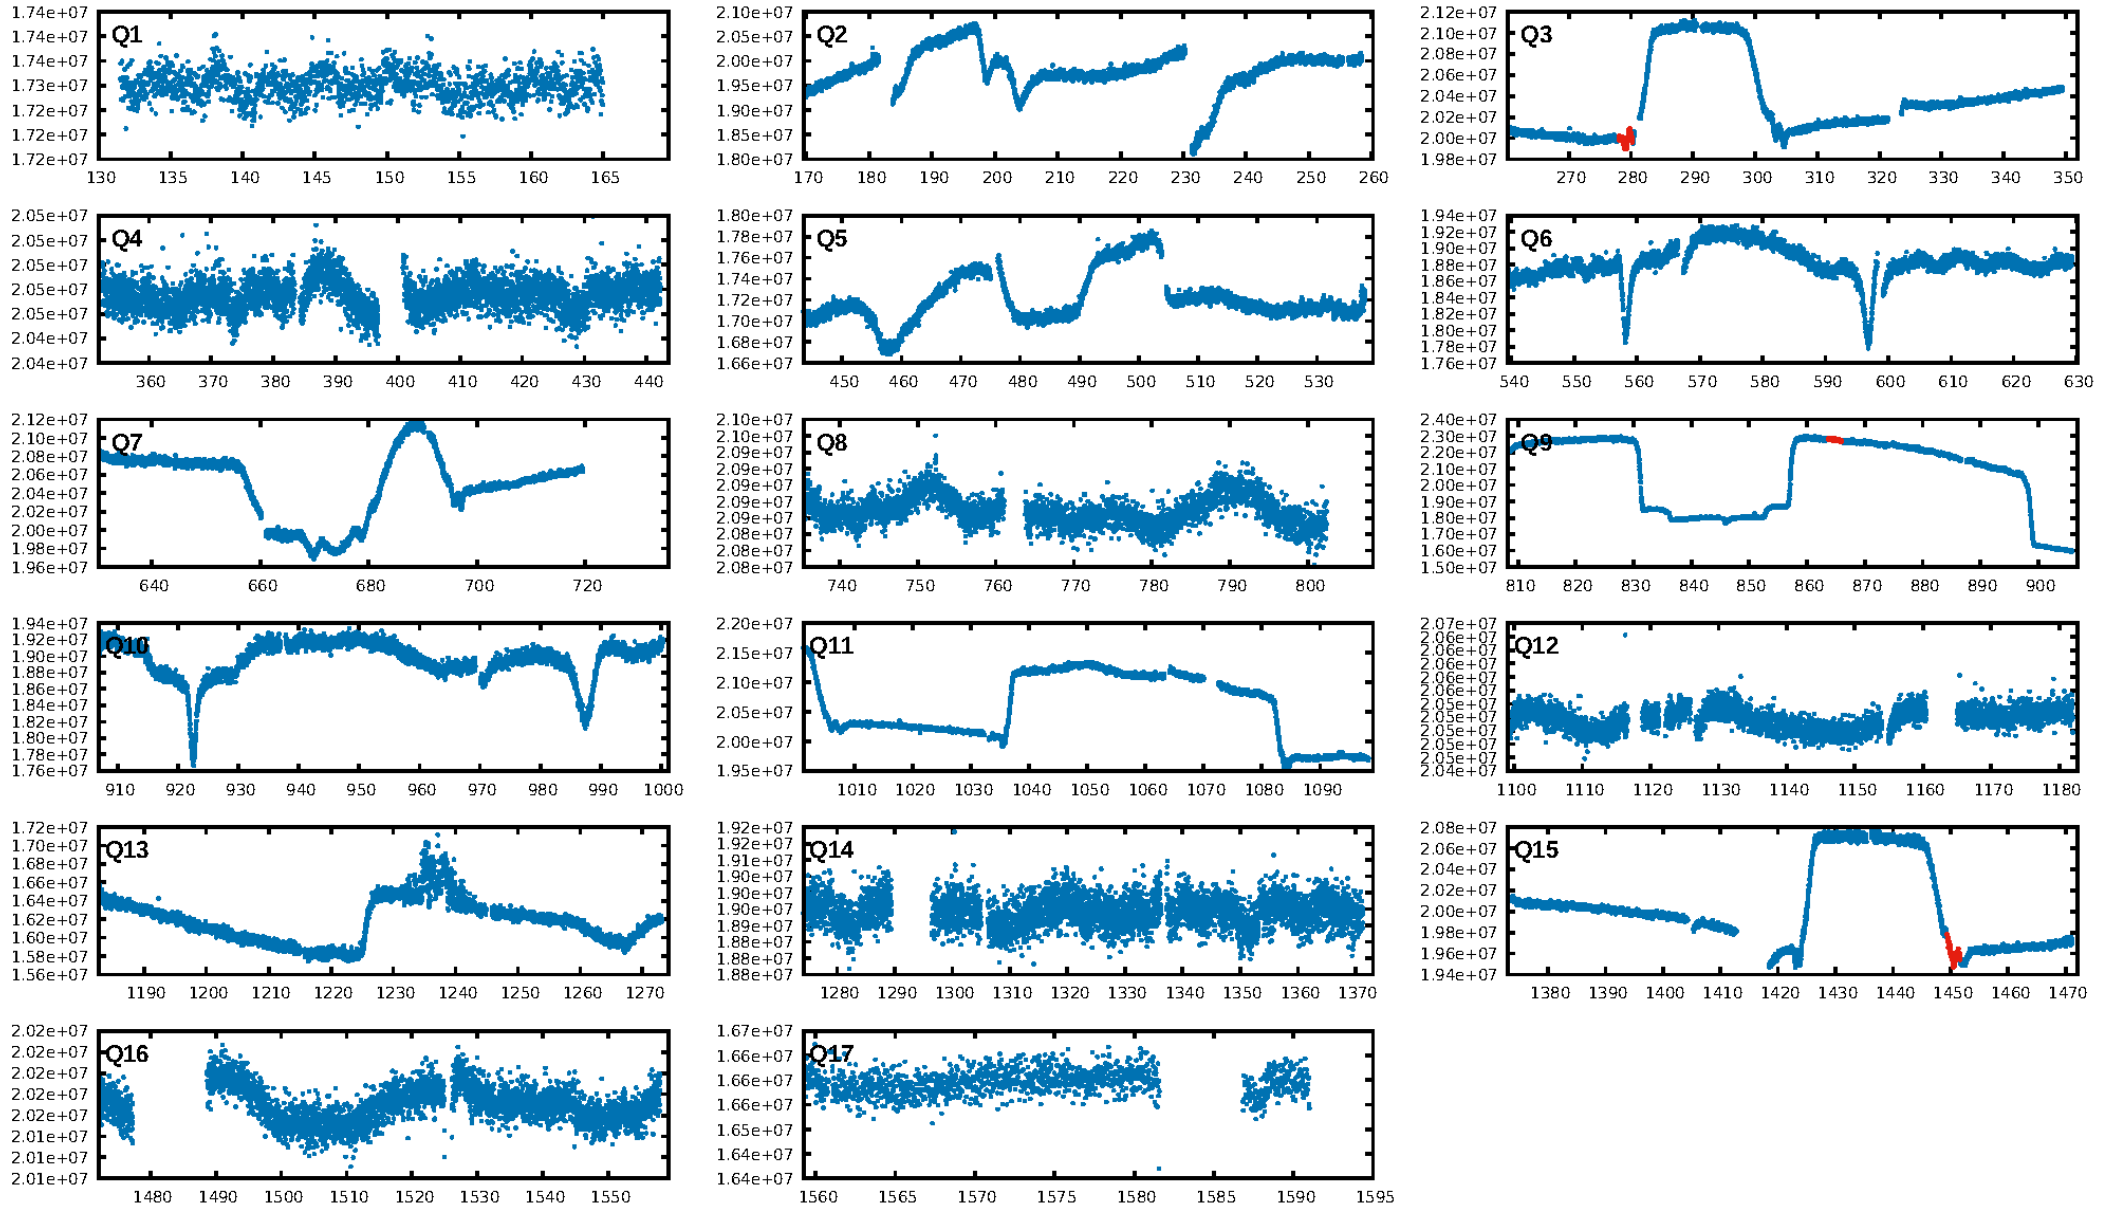 Q1
1.74e+07
1.74e+07
1.74e+07
1.73e+07
1.72e+07
1.72e+07
1.72e+07
130 135 140 145 150 155 160 165
Q2
2.10e+07
2.05e+07
2.00e+07
1.95e+07
1.90e+07
1.85e+07
1.80e+07
170 180 190 200 210 220 230 240 250 260
Q3
2.12e+07
2.10e+07
2.08e+07
2.06e+07
2.04e+07
2.02e+07
2.00e+07
1.98e+07
270 280 290 300 310 320 330 340 350
Q4
2.05e+07
2.05e+07
2.05e+07
2.05e+07
2.05e+07
2.04e+07
2.04e+07
360 370 380 390 400 410 420 430 440
Q5
1.80e+07
1.78e+07
1.76e+07
1.74e+07
1.72e+07
1.70e+07
1.68e+07
1.66e+07
450 460 470 480 490 500 510 520 530
Q6
1.94e+07
1.92e+07
1.90e+07
1.88e+07
1.86e+07
1.84e+07
1.82e+07
1.80e+07
1.78e+07
1.76e+07
540 550 560 570 580 590 600 610 620 630
Q7
2.12e+07
2.10e+07
2.08e+07
2.06e+07
2.04e+07
2.02e+07
2.00e+07
1.98e+07
1.96e+07
640 660 680 700 720
Q8
2.10e+07
2.10e+07
2.09e+07
2.09e+07
2.09e+07
2.09e+07
2.08e+07
2.08e+07
2.08e+07
740 750 760 770 780 790 800
Q9
2.40e+07
2.30e+07
2.20e+07
2.10e+07
2.00e+07
1.90e+07
1.80e+07
1.70e+07
1.60e+07
1.50e+07
810 820 830 840 850 860 870 880 890 900
Q10
1.94e+07
1.92e+07
1.90e+07
1.88e+07
1.86e+07
1.84e+07
1.82e+07
1.80e+07
1.78e+07
1.76e+07
910 920 930 940 950 960 970 980 990 1000
Q11
2.20e+07
2.15e+07
2.10e+07
2.05e+07
2.00e+07
1.95e+07
1010 1020 1030 1040 1050 1060 1070 1080 1090
Q12
2.07e+07
2.06e+07
2.06e+07
2.06e+07
2.06e+07
2.06e+07
2.05e+07
2.05e+07
2.05e+07
2.05e+07
2.04e+07
2.04e+07
1100 1110 1120 1130 1140 1150 1160 1170 1180
Q13
1.72e+07
1.70e+07
1.68e+07
1.66e+07
1.64e+07
1.62e+07
1.60e+07
1.58e+07
1.56e+07
1190 1200 1210 1220 1230 1240 1250 1260 1270
Q14
1.92e+07
1.92e+07
1.91e+07
1.91e+07
1.90e+07
1.90e+07
1.89e+07
1.88e+07
1.88e+07
1.88e+07
1280 1290 1300 1310 1320 1330 1340 1350 1360 1370
Q15
2.08e+07
2.06e+07
2.04e+07
2.02e+07
2.00e+07
1.98e+07
1.96e+07
1.94e+07
1380 1390 1400 1410 1420 1430 1440 1450 1460 1470
Q16
2.02e+07
2.02e+07
2.02e+07
2.02e+07
2.02e+07
2.01e+07
2.01e+07
2.01e+07
1480 1490 1500 1510 1520 1530 1540 1550
Q17
1.67e+07
1.66e+07
1.66e+07
1.66e+07
1.65e+07
1.64e+07
1.64e+07
1560 1565 1570 1575 1580 1585 1590 1595